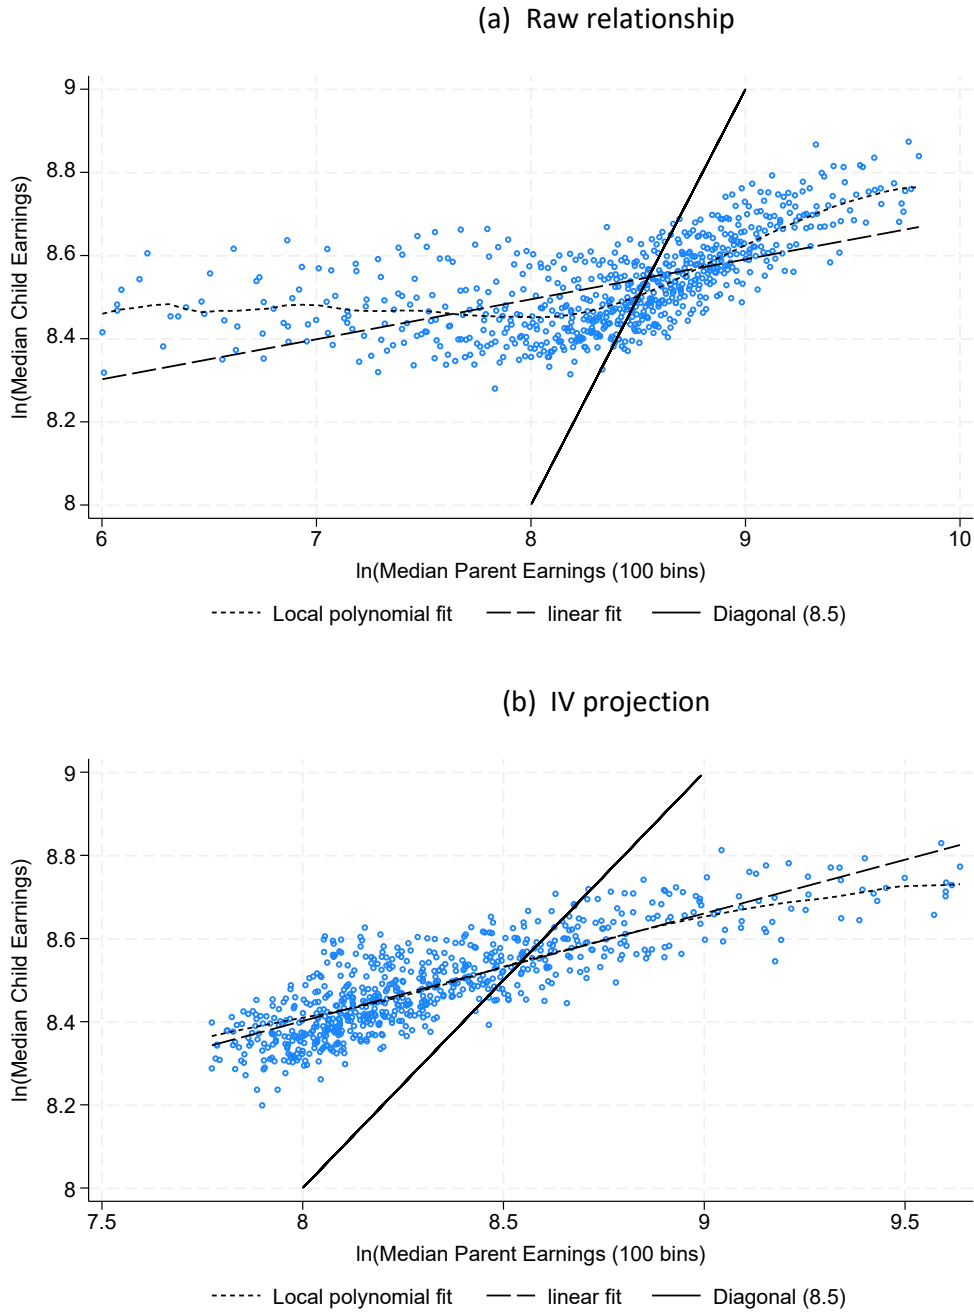 (a) Raw relationship
9
8.8
8.6
8.4
8.2
8
ln(Median Child Earnings)
6 7 8 9 10
ln(Median Parent Earnings (100 bins)
Local polynomial fit linear fit Diagonal (8.5)
(b) IV projection
9
8.8
8.6
8.4
8.2
8
ln(Median Child Earnings)
7.5 8 8.5 9 9.5
ln(Median Parent Earnings (100 bins)
Local polynomial fit linear fit Diagonal (8.5)